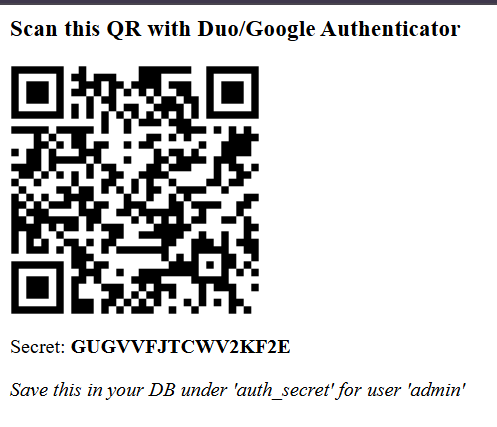 Scan this QR with Duo/Google Authenticator
Secret: GUGVVFJTCWV2KF2E
Save this in your DB under 'auth_secret' for user 'admin'